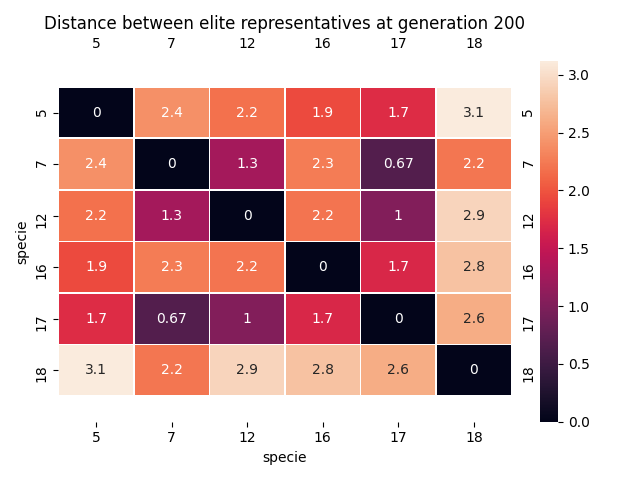 Distance between elite representatives at generation 200
5 7 12 16 17 18
5 0 2.4 2.2 1.9 1.7 3.1 5
7 2.4 0 1.3 2.3 0.67 2.2 7
12 2.2 1.3 0 2.2 1 2.9 12
16 1.9 2.3 2.2 0 1.7 2.8 16
17 1.7 0.67 1 1.7 0 2.6 17
18 3.1 2.2 2.9 2.8 2.6 0 18
5 7 12 16 17 18
specie
specie
3.0
2.5
2.0
1.5
1.0
0.5
0.0